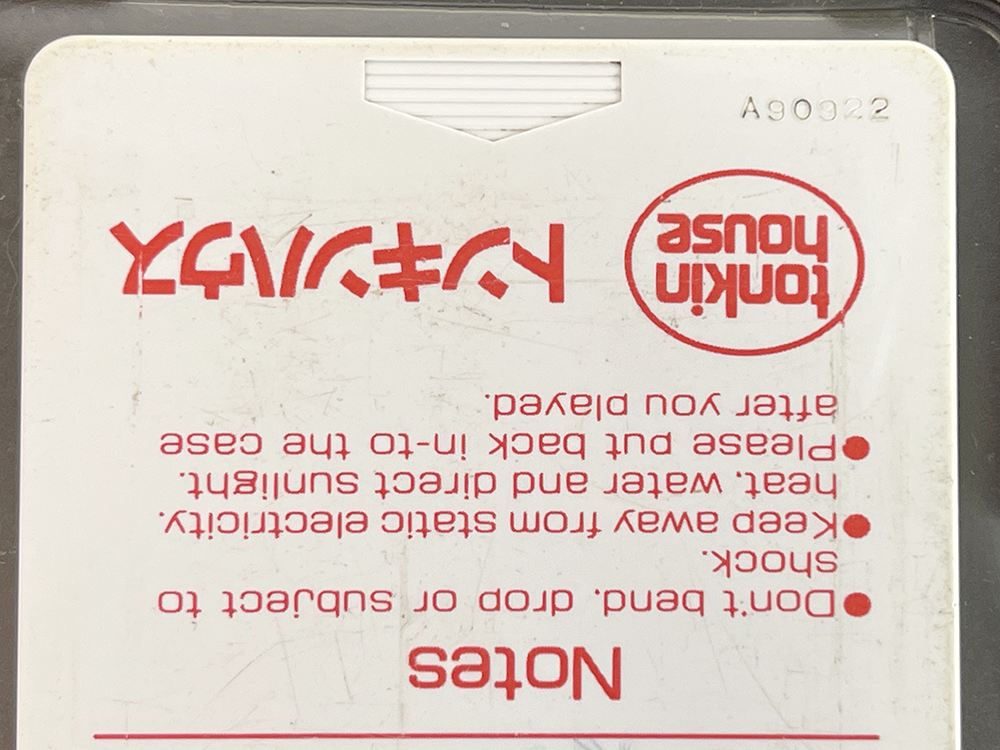 Notes
●Don't bend, drop or subject to
shock.
●Keep away from static electricity.
heat, water and direct sunlight.
●Please put back in-to the case
after you played.
tonkin
house
トンキンハウス
A90922